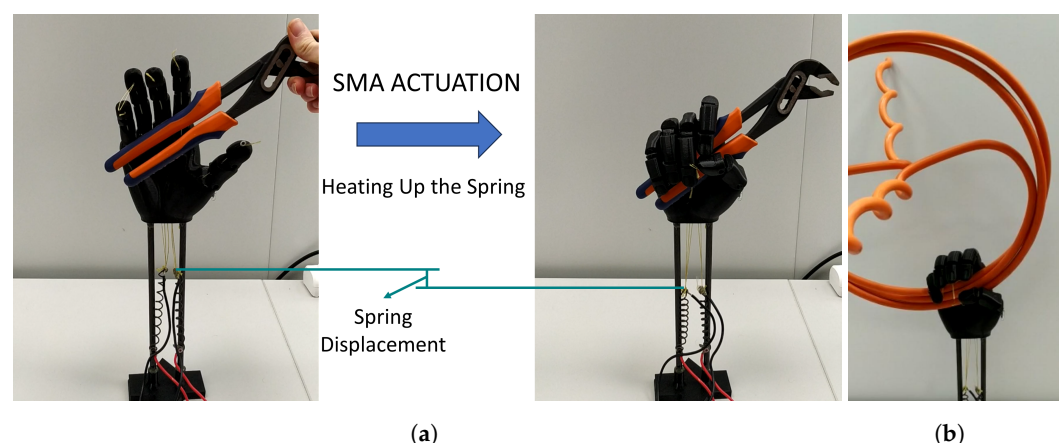 SMA ACTUATION
Heating Up the Spring
Spring
Displacement
(a)
(b)